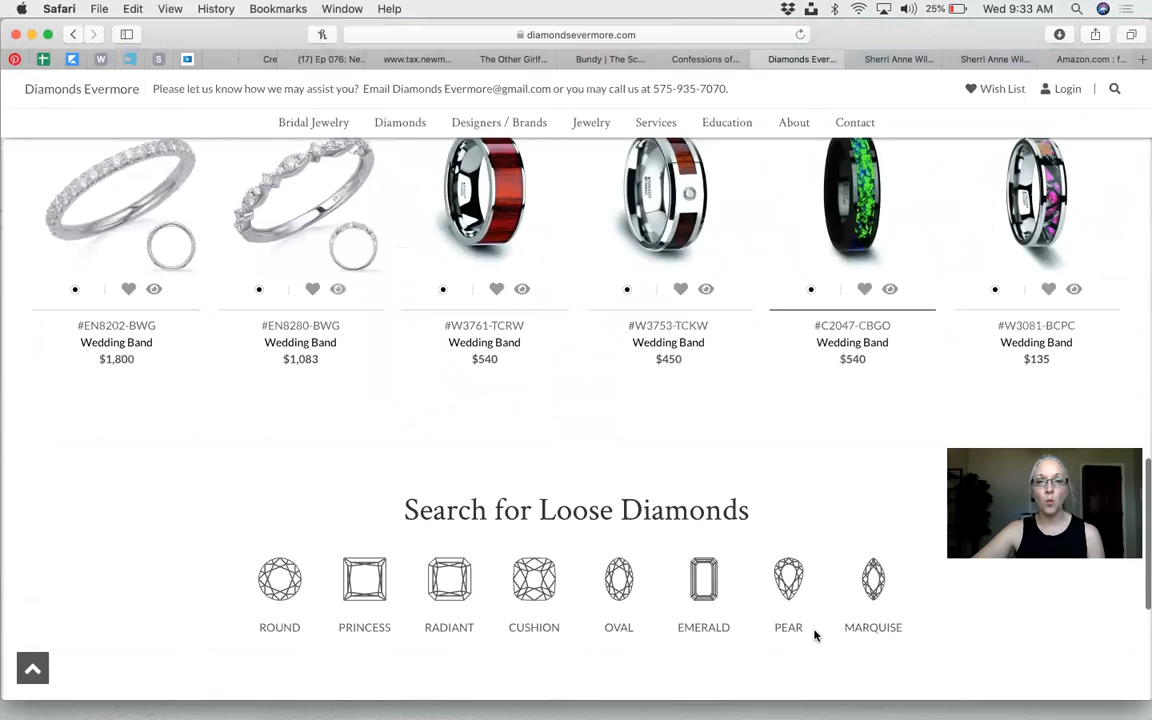 Safari File Edit View History Bookmarks Window Help 25% Wed 9:33 AM
diamondsevermore.com
Cre (17) Ep 076: Ne... www.tax.newm... The Other Girlf... Bundy | The Sc... Confessions of... Diamonds Ever... Sherri Anne Wil... Sherri Anne Wil... Amazon.com : f...
Diamonds Evermore Please let us know how we may assist you? Email Diamonds Evermore@gmail.com or you may call us at 575-935-7070. Wish List Login |
Bridal Jewelry Diamonds Designers / Brands Jewelry Services Education About Contact
#EN8202-BWG #EN8280-BWG #W3761-TCRW #W3753-TCKW #C2047-CBGO #W3081-BCPC
Wedding Band Wedding Band Wedding Band Wedding Band Wedding Band Wedding Band
$1,800 $1,083 $540 $450 $540 $135
Search for Loose Diamonds
ROUND PRINCESS RADIANT CUSHION OVAL EMERALD PEAR MARQUISE